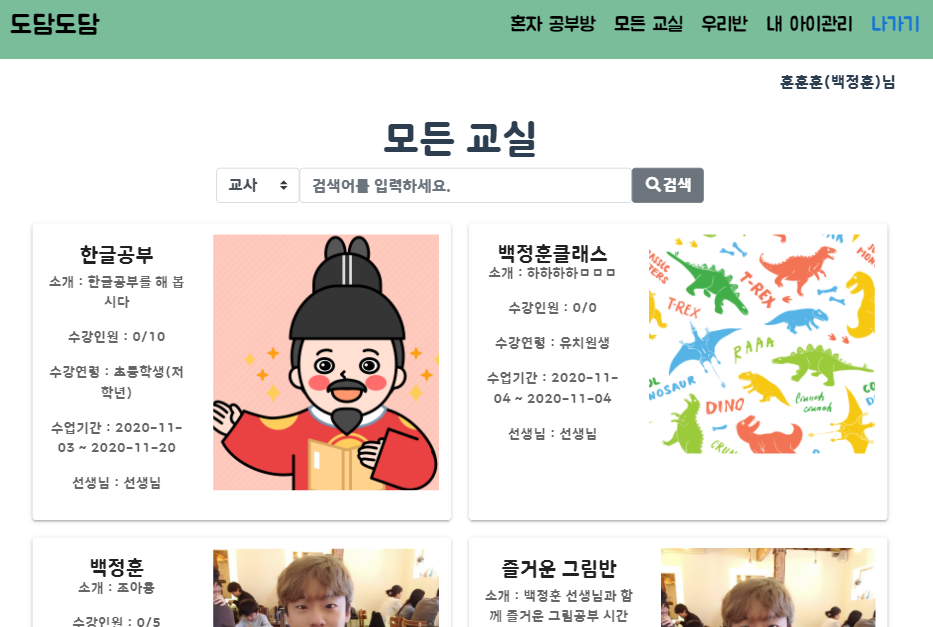 도담도담
혼자 공부방 모든 교실 우리반 내 아이관리 나가기
훈훈훈(백정훈)님
모든 교실
교사 검색어를 입력하세요. 검색
한글공부
소개 : 한글공부를 해 봅
시다
수강인원 : 0/10
수강연령 : 초등학생(저
학년)
수업기간 : 2020-11-
03 ~ 2020-11-20
선생님 : 선생님
백정훈클래스
소개 : 하하하하ㅁㅁㅁ
수강인원 : 0/0
수강연령 : 유치원생
수업기간 : 2020-11-
04 ~ 2020-11-04
선생님 : 선생님
T-REX
T-REX
RAAA
DINO
Crunch
crunch
백정훈
소개 : 조아용
수강인원 : 0/5
즐거운 그림반
소개 : 백정훈 선생님과 함
께 즐거운 그림공부 시간